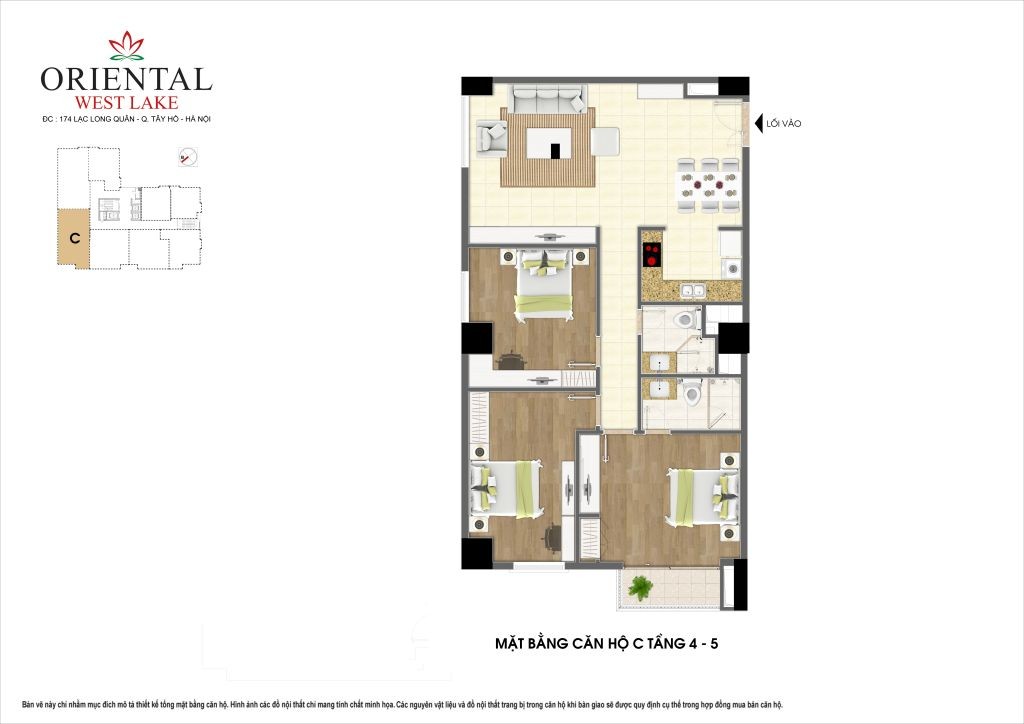 ORIENTAL
WEST LAKE
ĐC : 174 LẠC LONG QUÂN - Q. TÂY HỒ - HÀ NỘI
C
LỐI VÀO
MẶT BẰNG CĂN HỘ C TẦNG 4 - 5
Bản vẽ này chỉ nhằm mục đích mô tả thiết kế tổng mặt bằng căn hộ. Hình ảnh các đồ nội thất chỉ mang tính chất minh họa. Các nguyên vật liệu và đồ nội thất trang bị trong căn hộ khi bàn giao sẽ được quy định cụ thể trong hợp đồng mua bán căn hộ.